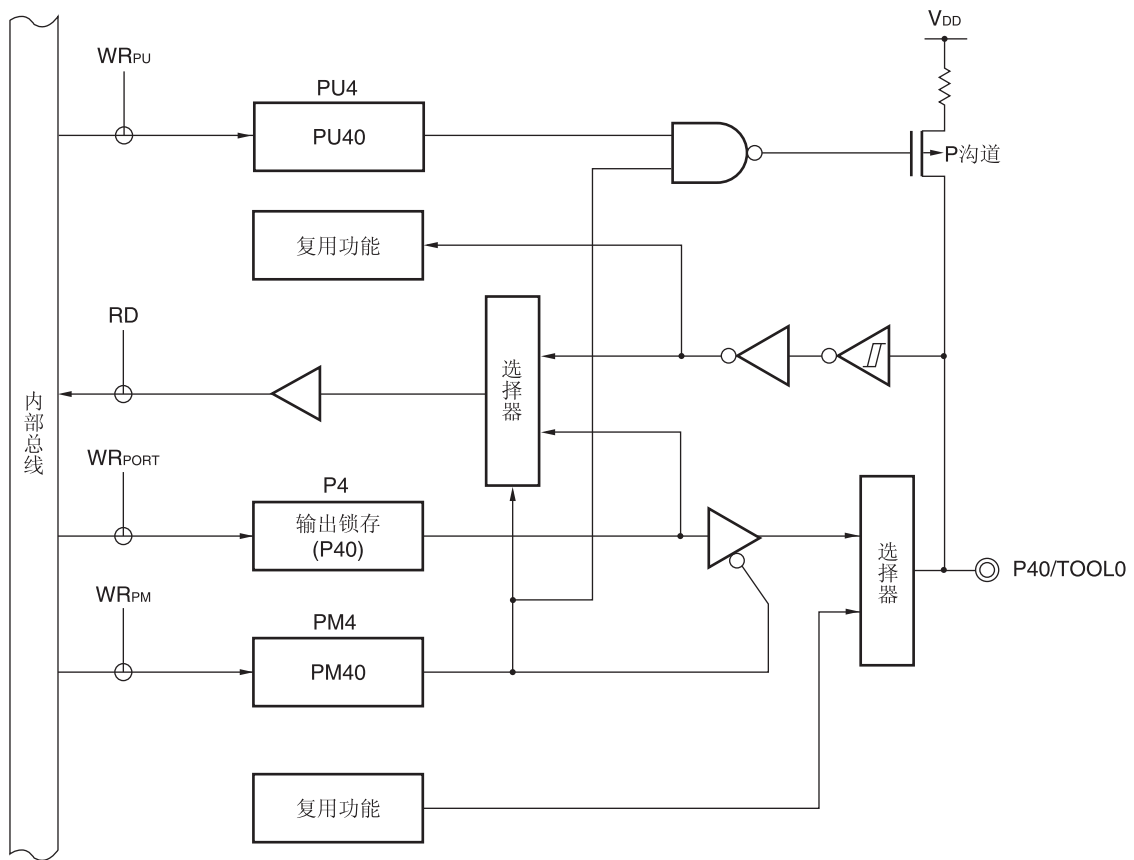 VDD
WRPU
PU4
PU40
P沟道
复用功能
RD
选择器
内部总线
WRPORT
P4
输出锁存
(P40)
选择器
P40/TOOL0
WRPM
PM4
PM40
复用功能